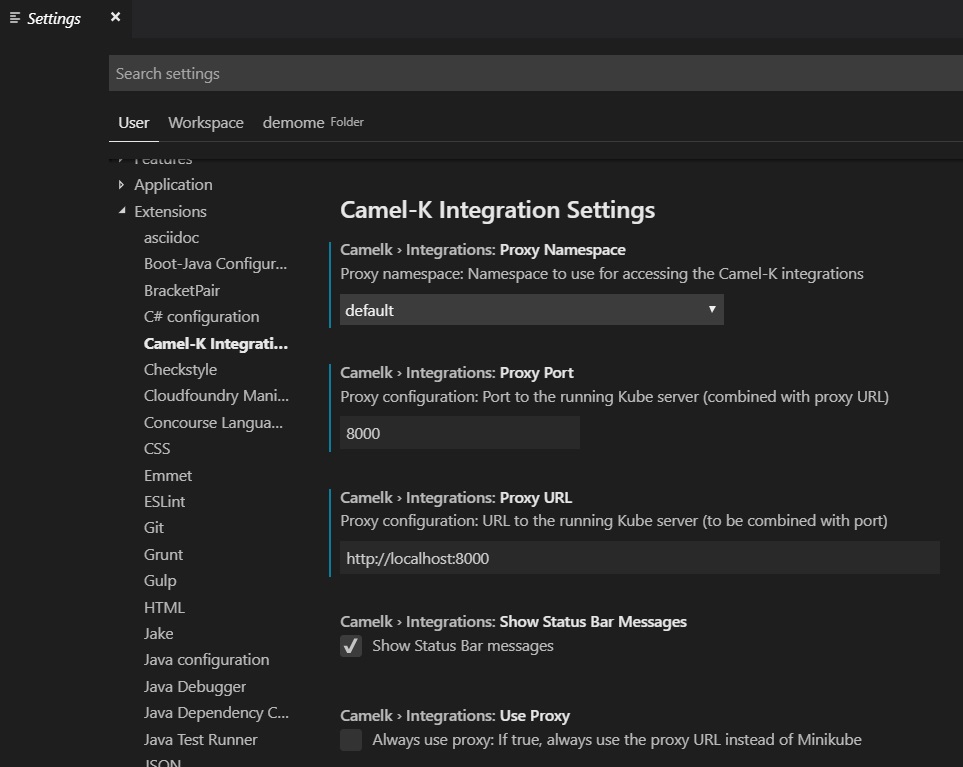 Settings
Search settings
User Workspace demome Folder
Features
Application
Extensions
asciidoc
Boot-Java Configur...
BracketPair
C# configuration
Camel-K Integrati...
Checkstyle
Cloudfoundry Mani...
Concourse Langua...
CSS
Emmet
ESLint
Git
Grunt
Gulp
HTML
Jake
Java configuration
Java Debugger
Java Dependency C...
Java Test Runner
JSON
Camel-K Integration Settings
Camelk › Integrations: Proxy Namespace
Proxy namespace: Namespace to use for accessing the Camel-K integrations
default
Camelk › Integrations: Proxy Port
Proxy configuration: Port to the running Kube server (combined with proxy URL)
8000
Camelk › Integrations: Proxy URL
Proxy configuration: URL to the running Kube server (to be combined with port)
http://localhost:8000
Camelk › Integrations: Show Status Bar Messages
Show Status Bar messages
Camelk › Integrations: Use Proxy
Always use proxy: If true, always use the proxy URL instead of Minikube